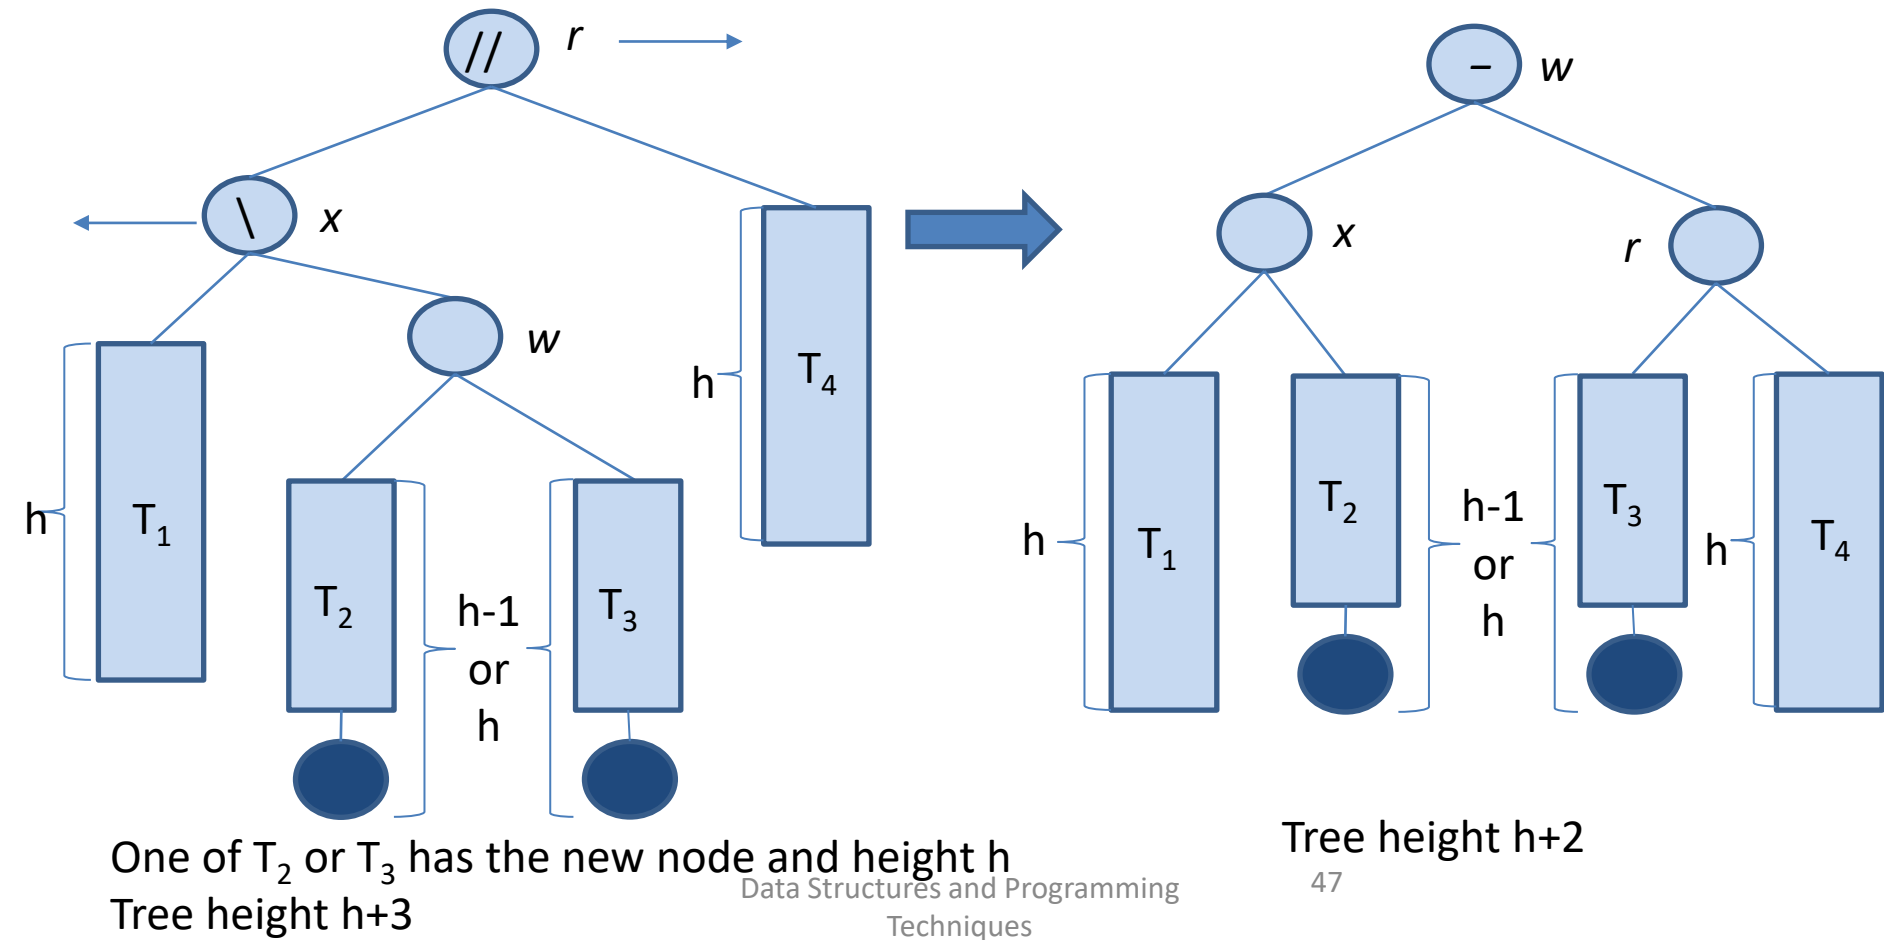 // r
\ x
w
h T1
T2
h-1
or
h
T3
h T4
One of T2 or T3 has the new node and height h
Tree height h+3
– w
x
r
h T1
T2
h-1
or
h
T3
h T4
Tree height h+2
Data Structures and Programming
Techniques
47